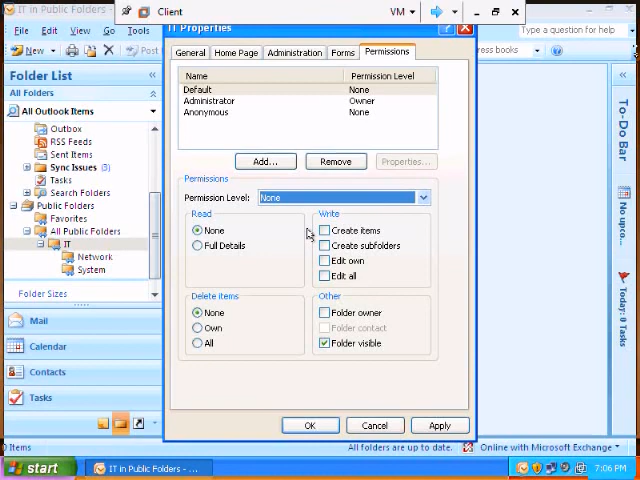 Client
VM
IT in Public Folders
IT Properties
File Edit View Go Tools
Type a question for help
New
Post
ress books
General Home Page Administration Forms Permissions
Name Permission Level:
Default None
Administrator Owner
Anonymous None
Add... Remove Properties...
Permissions
Permission Level: None
Read
None
Full Details
Write
Create items
Create subfolders
Edit own
Edit all
Delete items
None
Own
All
Other
Folder owner
Folder contact
Folder visible
OK Cancel Apply
Folder List
All Folders
All Outlook Items
Outbox
RSS Feeds
Sent Items
Sync Issues (3)
Tasks
Search Folders
Public Folders
Favorites
All Public Folders
IT
Network
System
Folder Sizes
Mail
Calendar
Contacts
Tasks
To-Do Bar
No upco...
Today: 0 Tasks
0 Items
All folders are up to date.
Online with Microsoft Exchange
start
IT in Public Folders - ...
7:06 PM